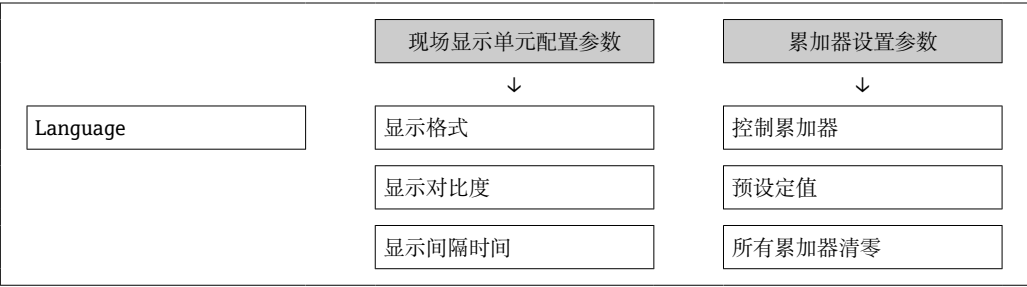 现场显示单元配置参数
累加器设置参数
↓
↓
Language
显示格式
控制累加器
显示对比度
预设定值
显示间隔时间
所有累加器清零